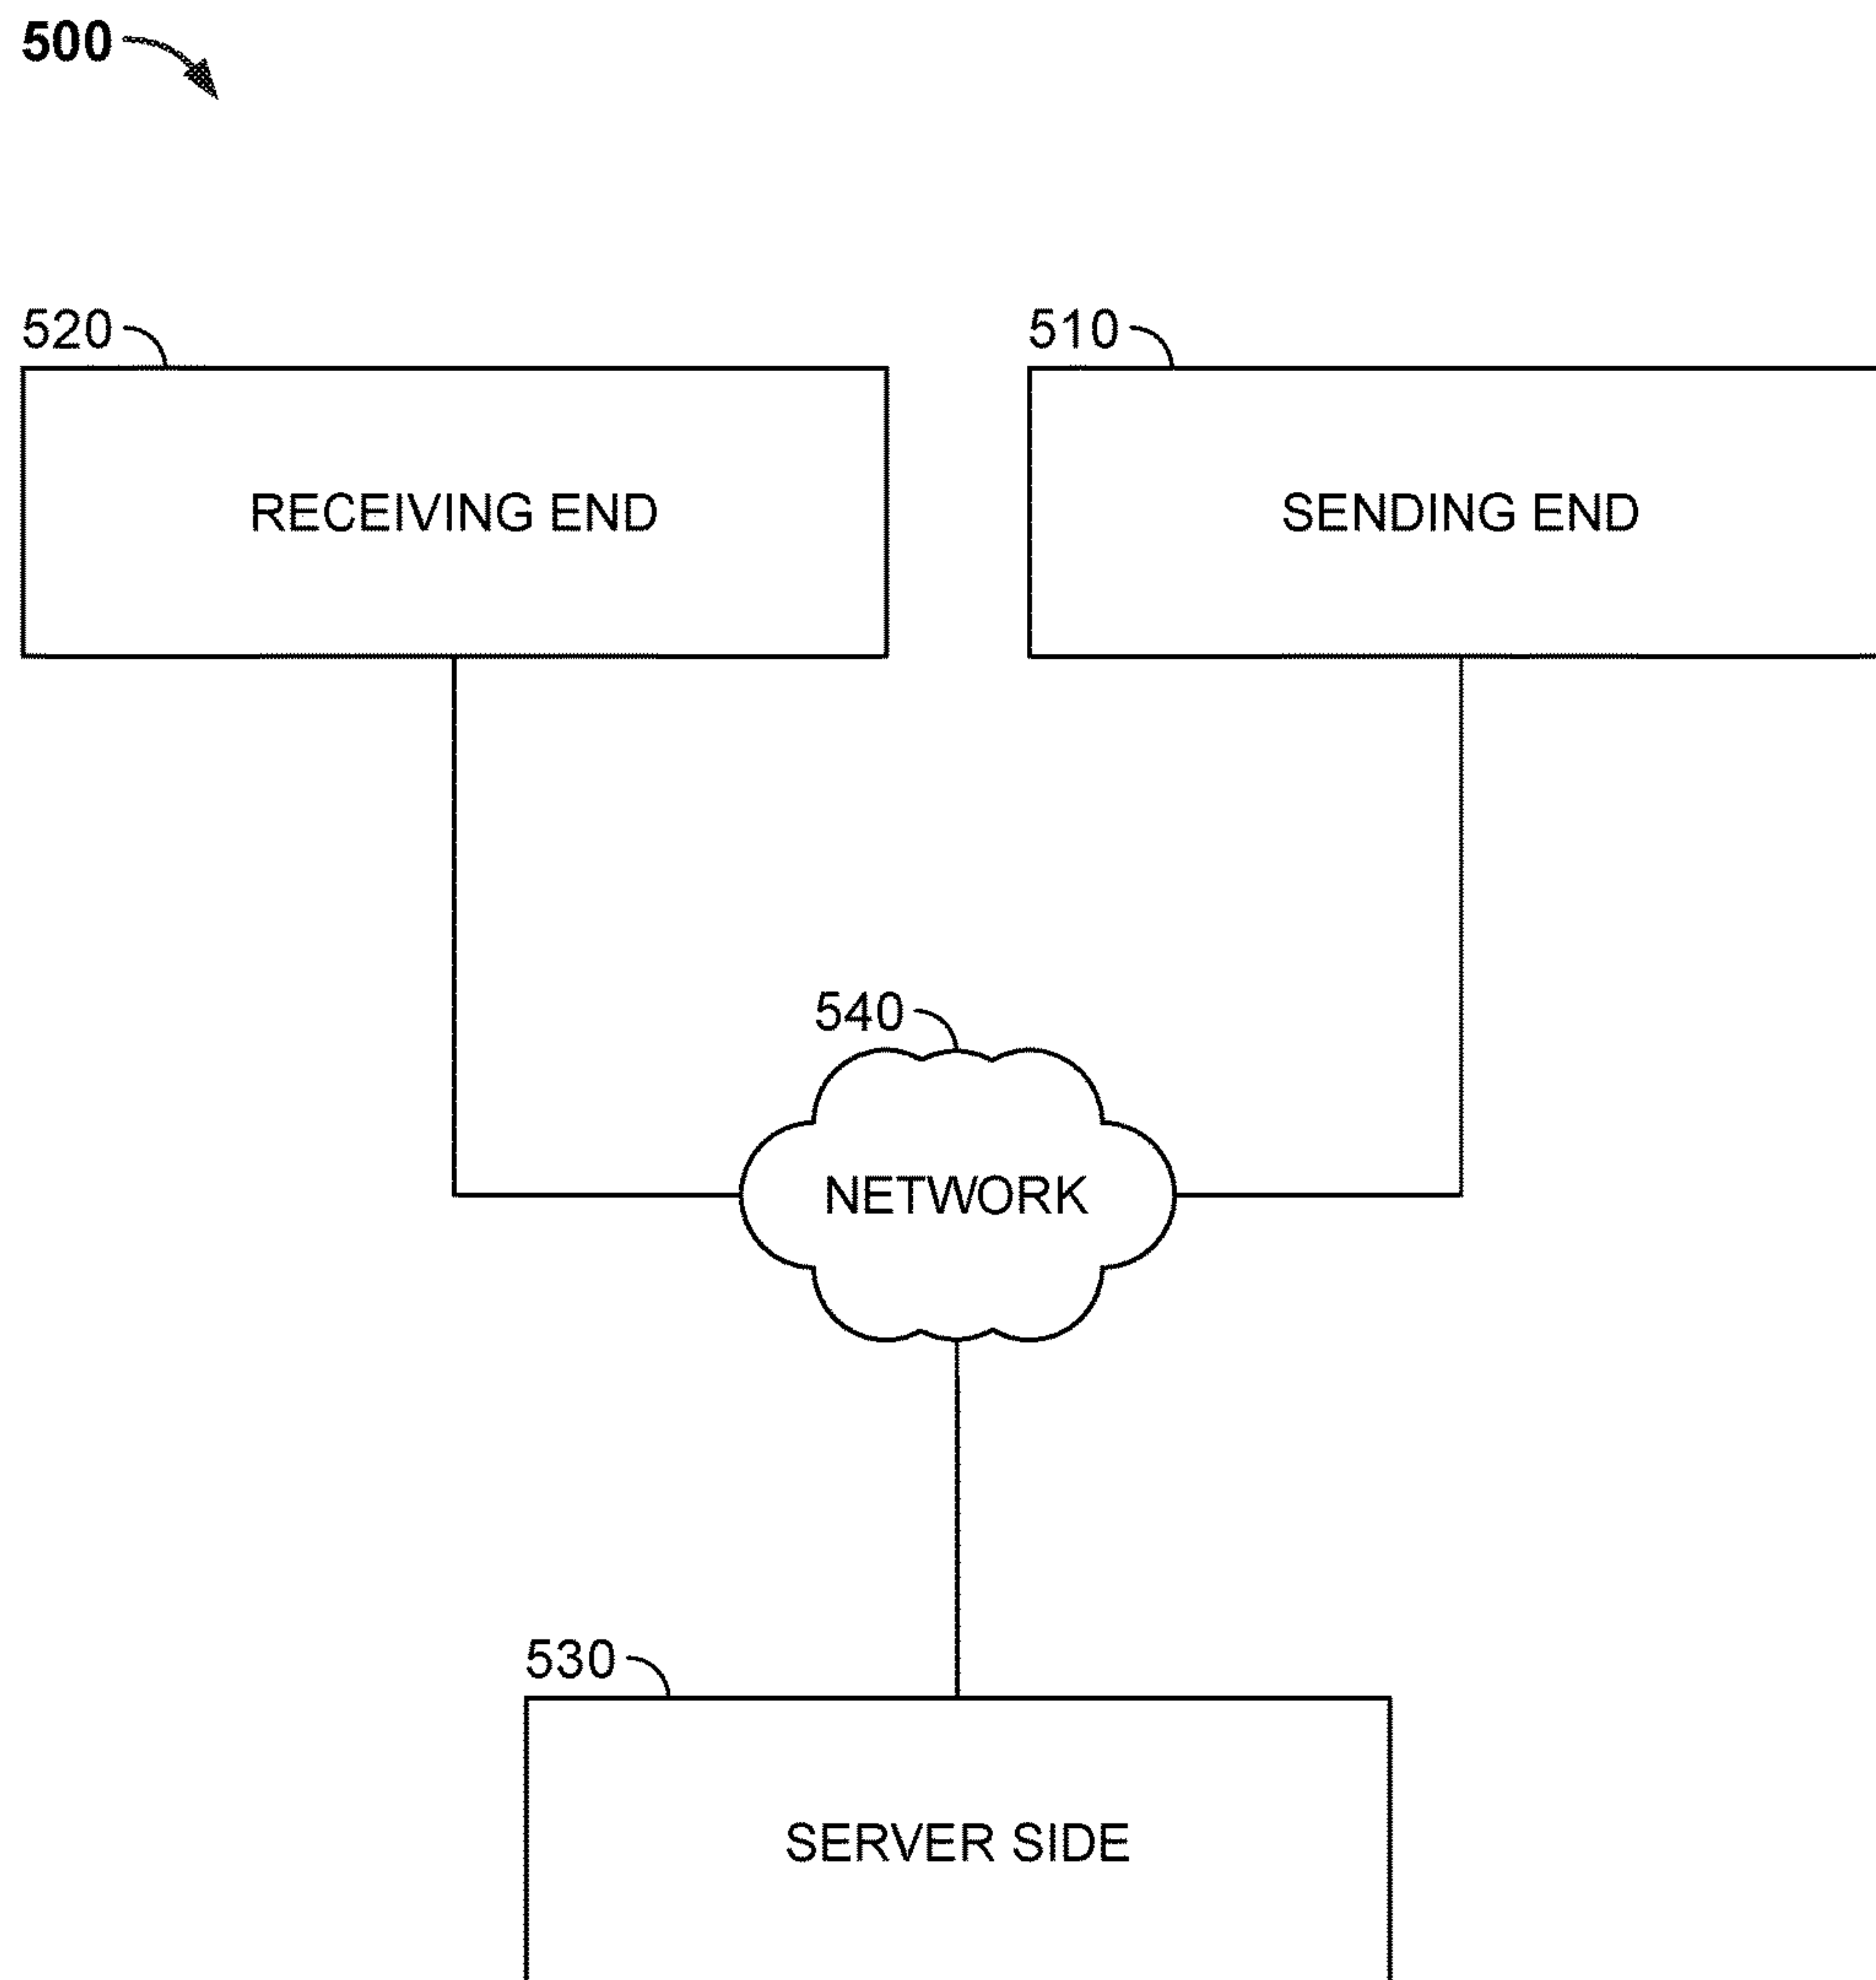 500
520
510
RECEIVING END
SENDING END
540
NETWORK
530
SERVER SIDE